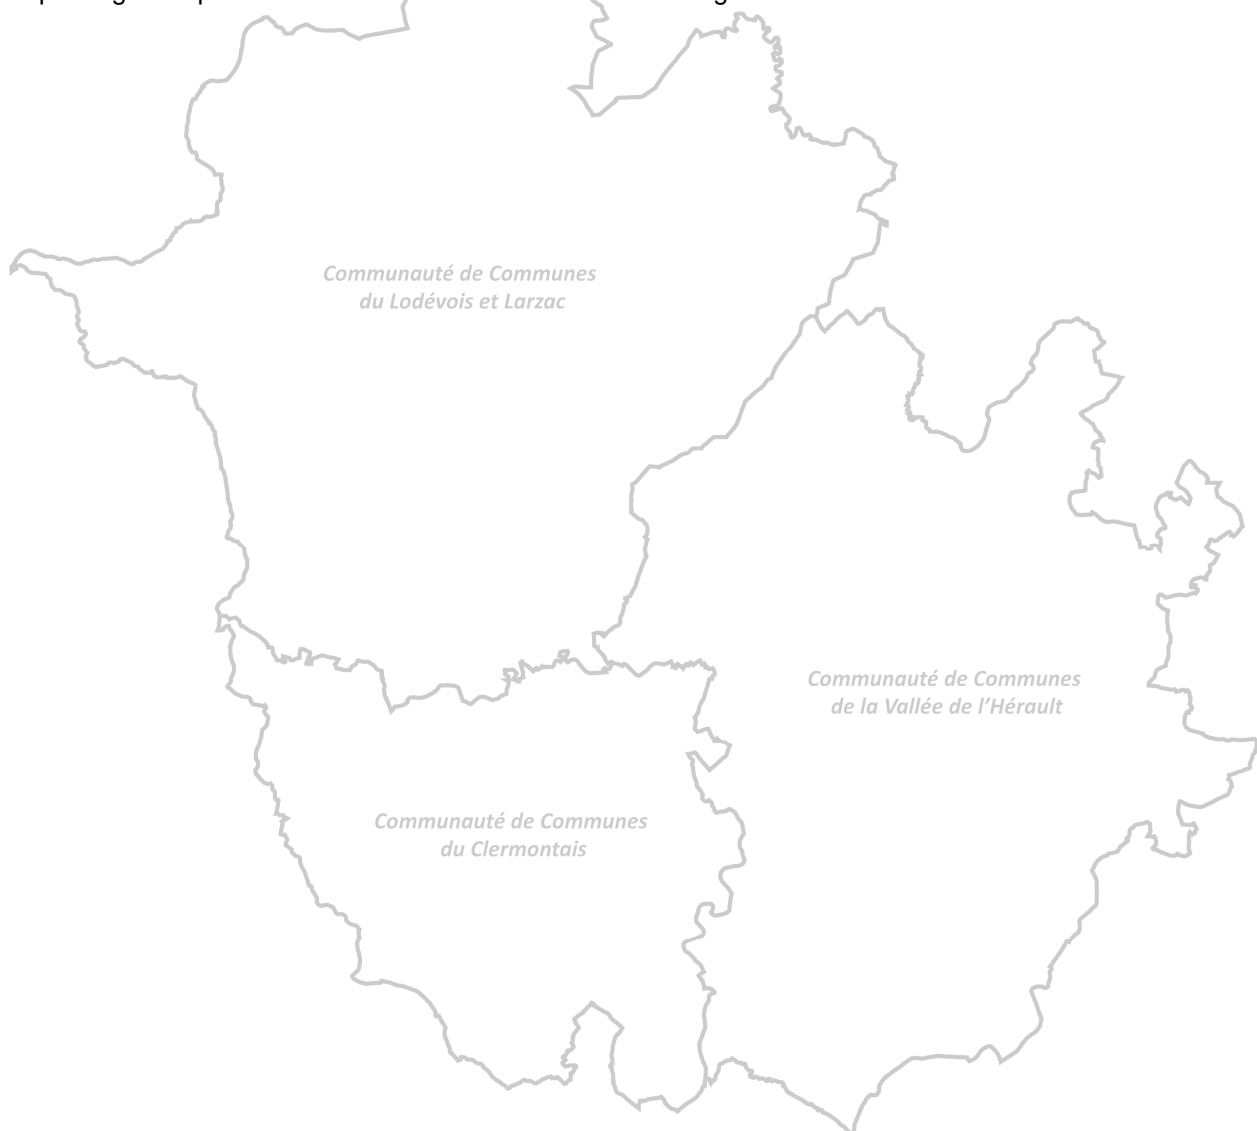 Communauté de Communes
du Lodévois et Larzac
Communauté de Communes
de la Vallée de l’Hérault
Communauté de Communes
du Clermontais